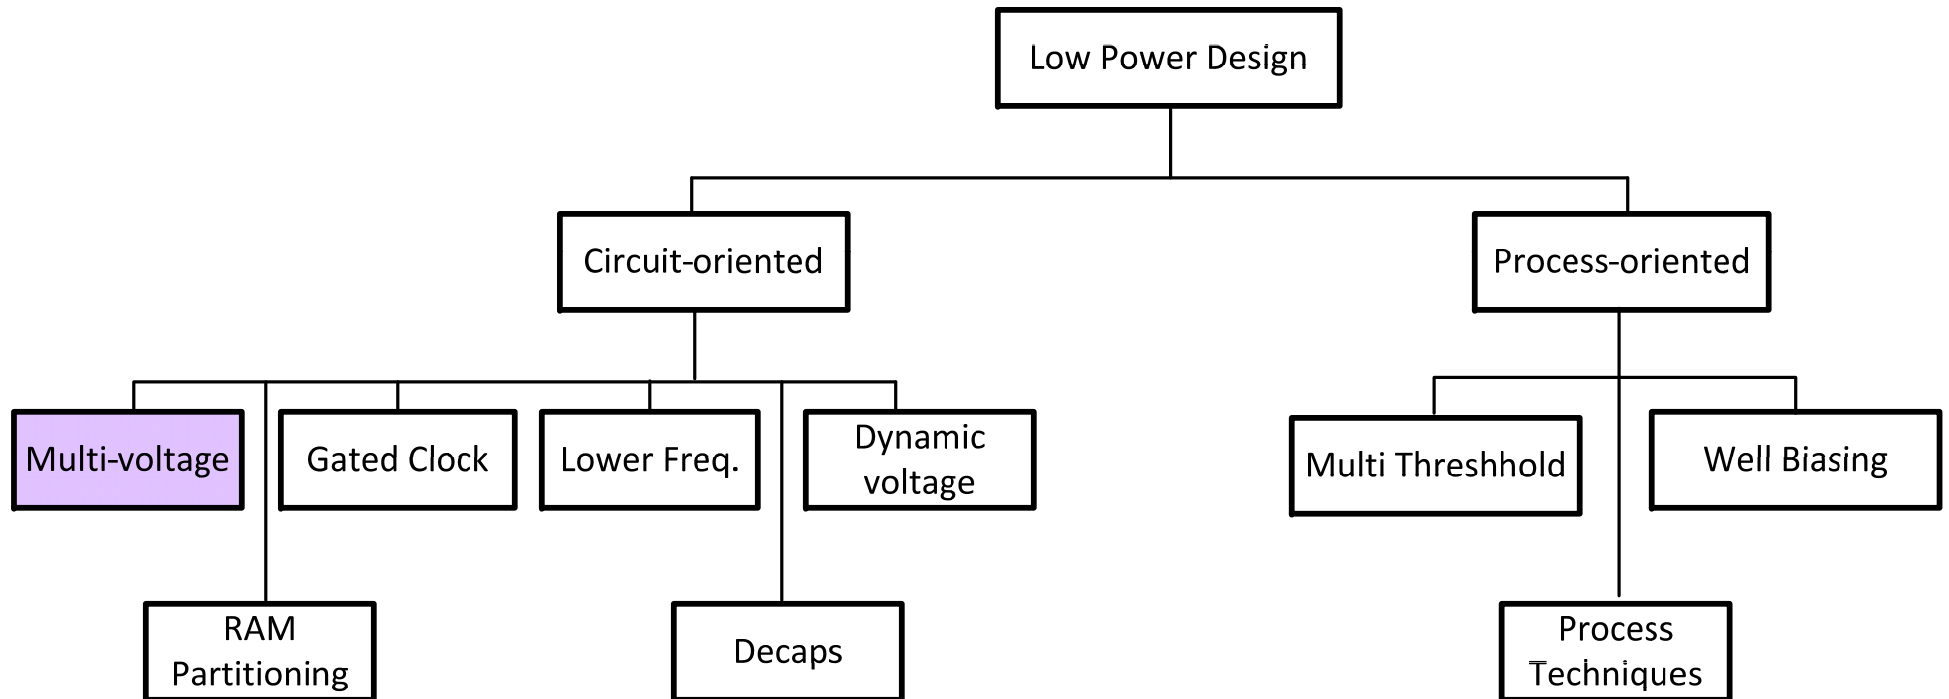 Low Power Design
Circuit-oriented
Process-oriented
Multi-voltage
Gated Clock
Lower Freq.
Dynamic
voltage
Multi Threshhold
Well Biasing
RAM
Partitioning
Decaps
Process
Techniques